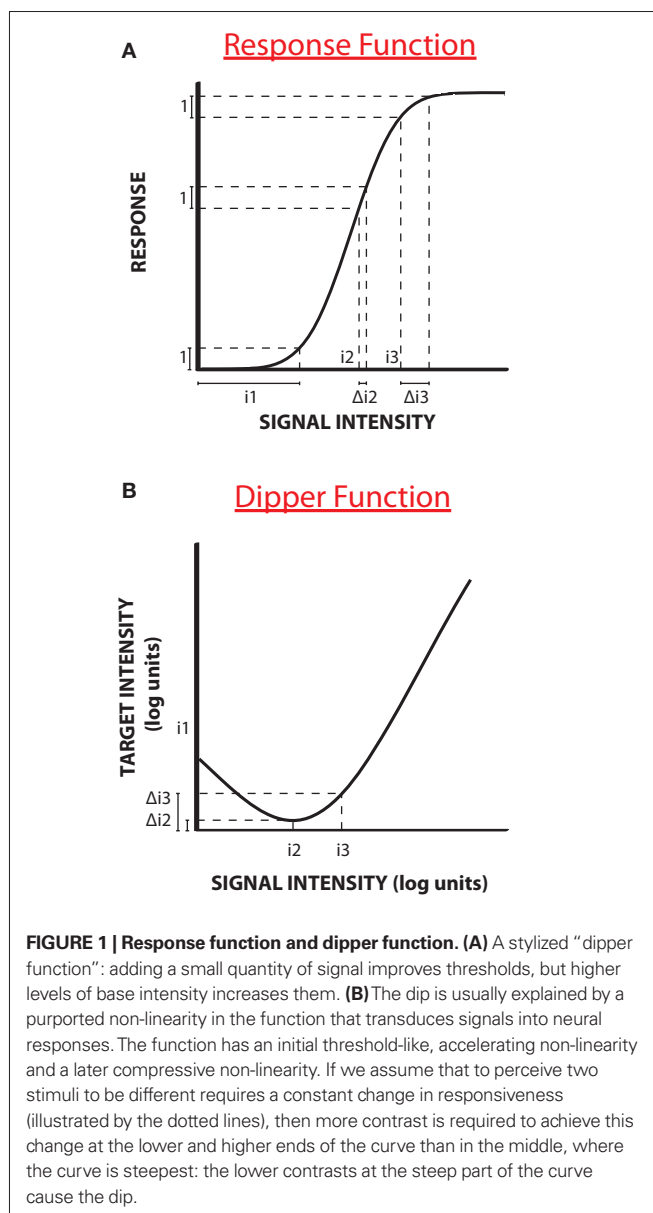 A
Response Function
1
1
1
RESPONSE
i2
i3
i1
Δi2
Δi3
SIGNAL INTENSITY
B
Dipper Function
TARGET INTENSITY
(log units)
i1
Δi3
Δi2
i2
i3
SIGNAL INTENSITY (log units)
FIGURE 1 | Response function and dipper function. (A) A stylized “dipper
function”: adding a small quantity of signal improves thresholds, but higher
levels of base intensity increases them. (B) The dip is usually explained by a
purported non-linearity in the function that transduces signals into neural
responses. The function has an initial threshold-like, accelerating non-linearity
and a later compressive non-linearity. If we assume that to perceive two
stimuli to be different requires a constant change in responsiveness
(illustrated by the dotted lines), then more contrast is required to achieve this
change at the lower and higher ends of the curve than in the middle, where
the curve is steepest: the lower contrasts at the steep part of the curve
cause the dip.